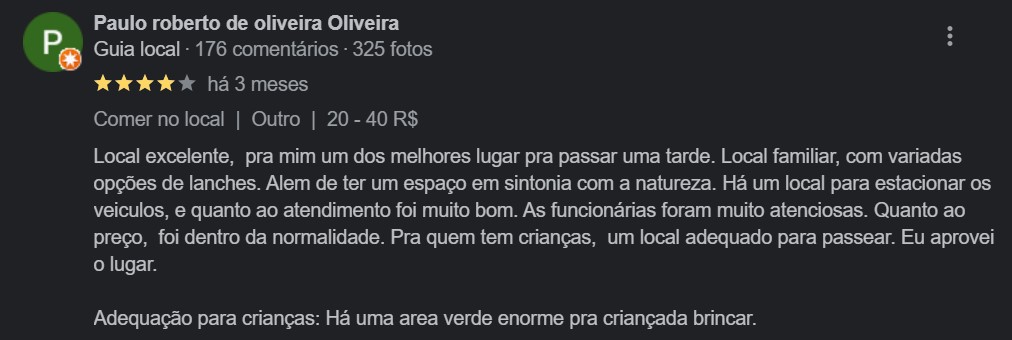 P
Paulo roberto de oliveira Oliveira
Guia local · 176 comentários · 325 fotos
há 3 meses
Comer no local | Outro | 20 - 40 R$
Local excelente,  pra mim um dos melhores lugar pra passar uma tarde. Local familiar, com variadas
opções de lanches. Alem de ter um espaço em sintonia com a natureza. Há um local para estacionar os
veiculos, e quanto ao atendimento foi muito bom. As funcionárias foram muito atenciosas. Quanto ao
preço,  foi dentro da normalidade. Pra quem tem crianças,  um local adequado para passear. Eu aprovei
o lugar.
Adequação para crianças: Há uma area verde enorme pra criançada brincar.